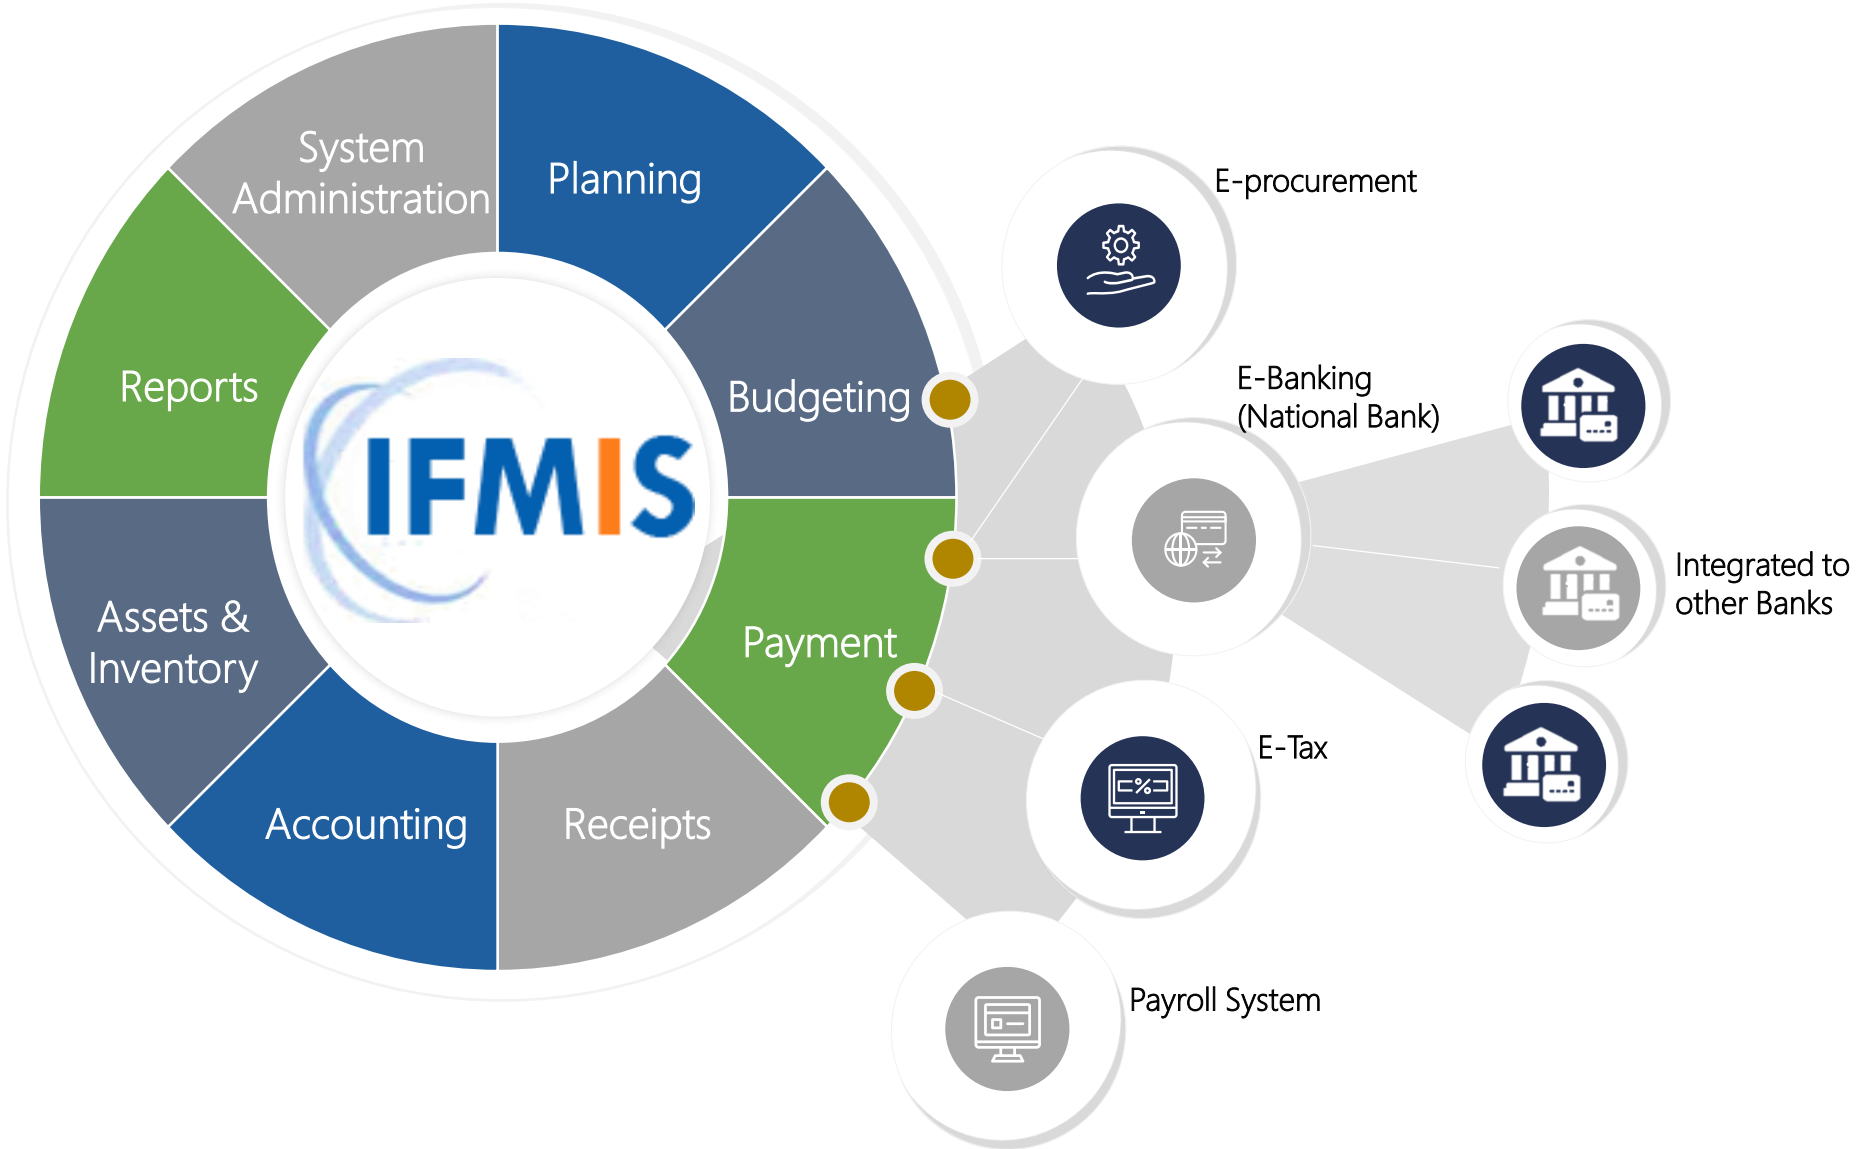 System
Administration
Planning
Budgeting
Payment
Receipts
Accounting
Assets &
Inventory
Reports
IFMIS
E-procurement
E-Banking
(National Bank)
E-Tax
Payroll System
Integrated to
other Banks